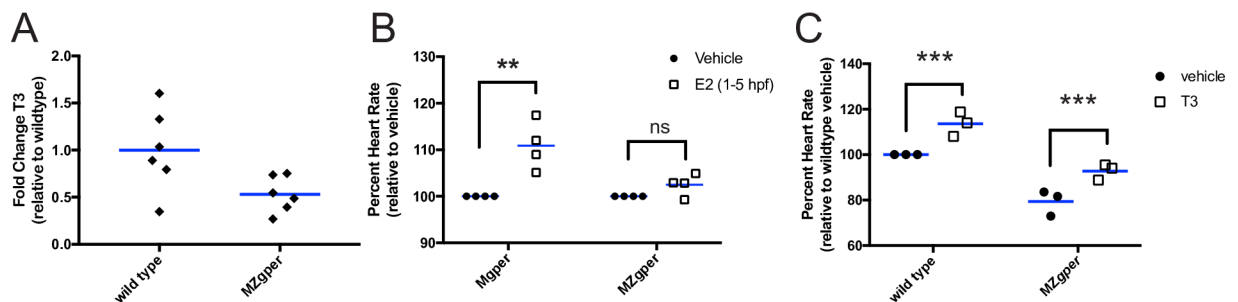 A
Fold Change T3
(relative to wildtype)
2.0
1.5
1.0
0.5
0.0
wild type
MZgper
B
Percent Heart Rate
(relative to vehicle)
130
120
110
100
90
**
ns
Vehicle
E2 (1-5 hpf)
Mgper
MZgper
C
Percent Heart Rate
(relative to wildtype vehicle)
140
120
100
80
60
***
***
vehicle
T3
wild type
MZgper